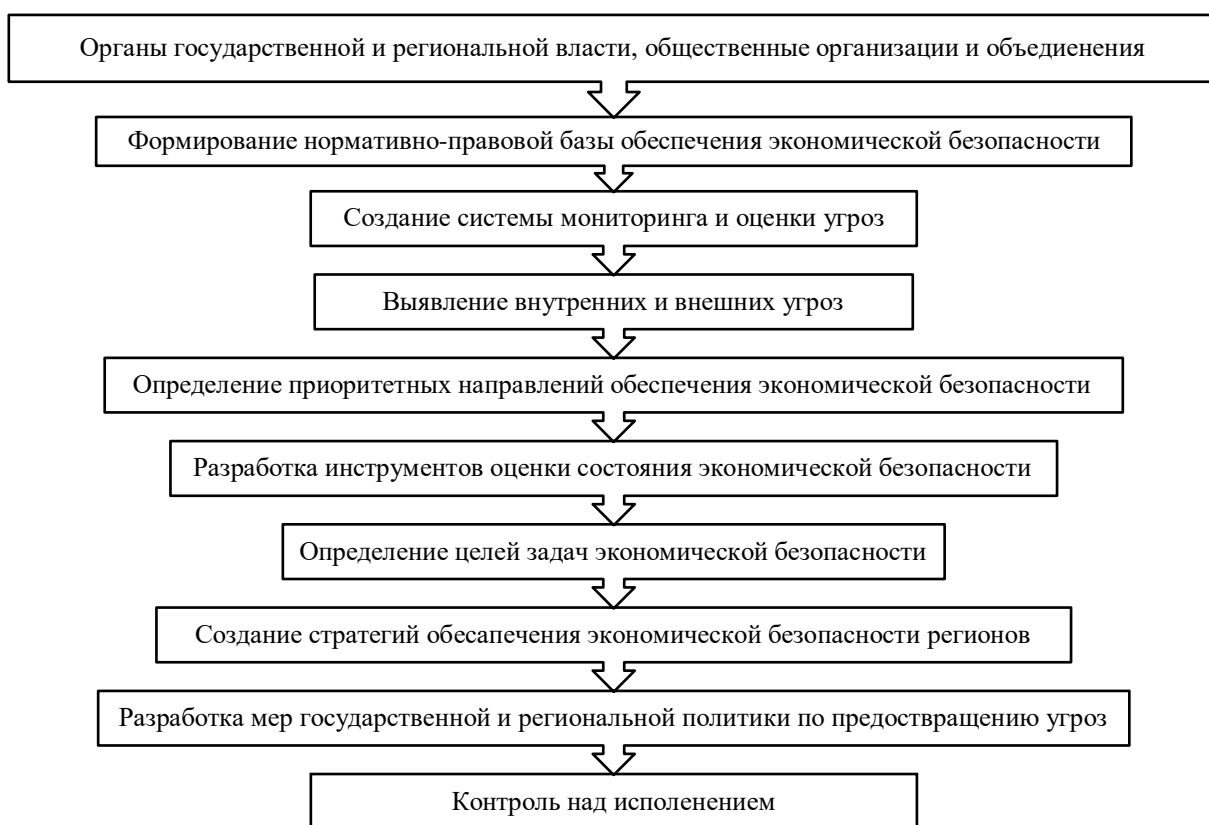 Органы государственной и региональной власти, общественные организации и объедиенения
Формирование нормативно-правовой базы обеспечения экономической безопасности
Создание системы мониторинга и оценки угроз
Выявление внутренних и внешних угроз
Определение приоритетных направлений обеспечения экономической безопасности
Разработка инструментов оценки состояния экономической безопасности
Определение целей задач экономической безопасности
Создание стратегий обесапечения экономической безопасности регионов
Разработка мер государственной и региональной политики по предоствращению угроз
Контроль над исполенением